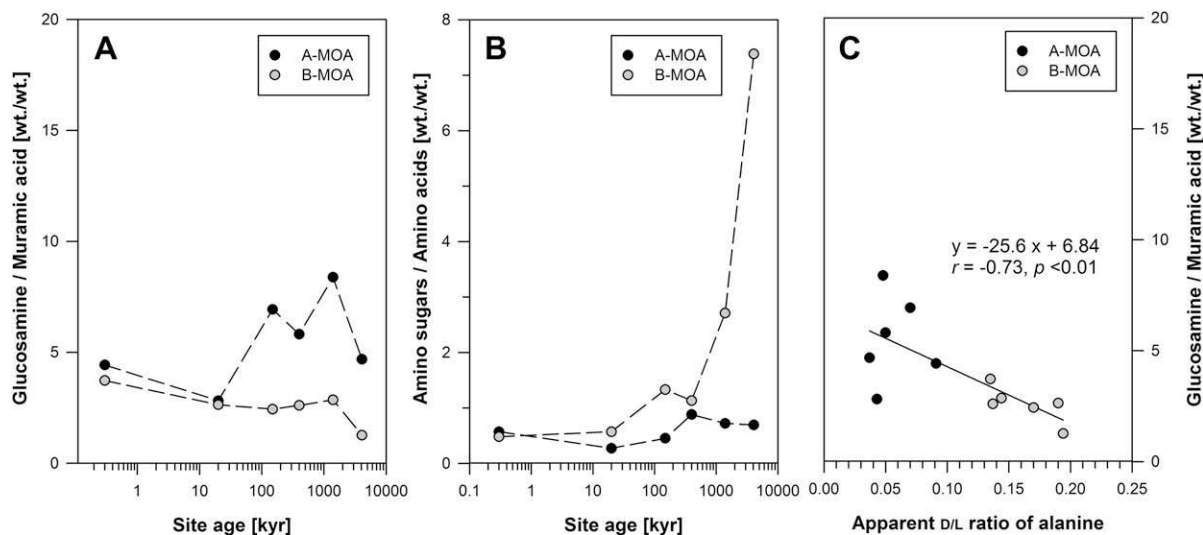 A
A-MOA
B-MOA
Glucosamine / Muramic acid [wt./wt.]
20
15
10
5
0
1
10
100
1000
10000
Site age [kyr]
B
A-MOA
B-MOA
Amino sugars / Amino acids [wt./wt.]
8
6
4
2
0
0.1
1
10
100
1000
10000
Site age [kyr]
C
A-MOA
B-MOA
y = -25.6 x + 6.84
r = -0.73, p <0.01
Glucosamine / Muramic acid [wt./wt.]
20
15
10
5
0
0.00
0.05
0.10
0.15
0.20
0.25
Apparent D/L ratio of alanine